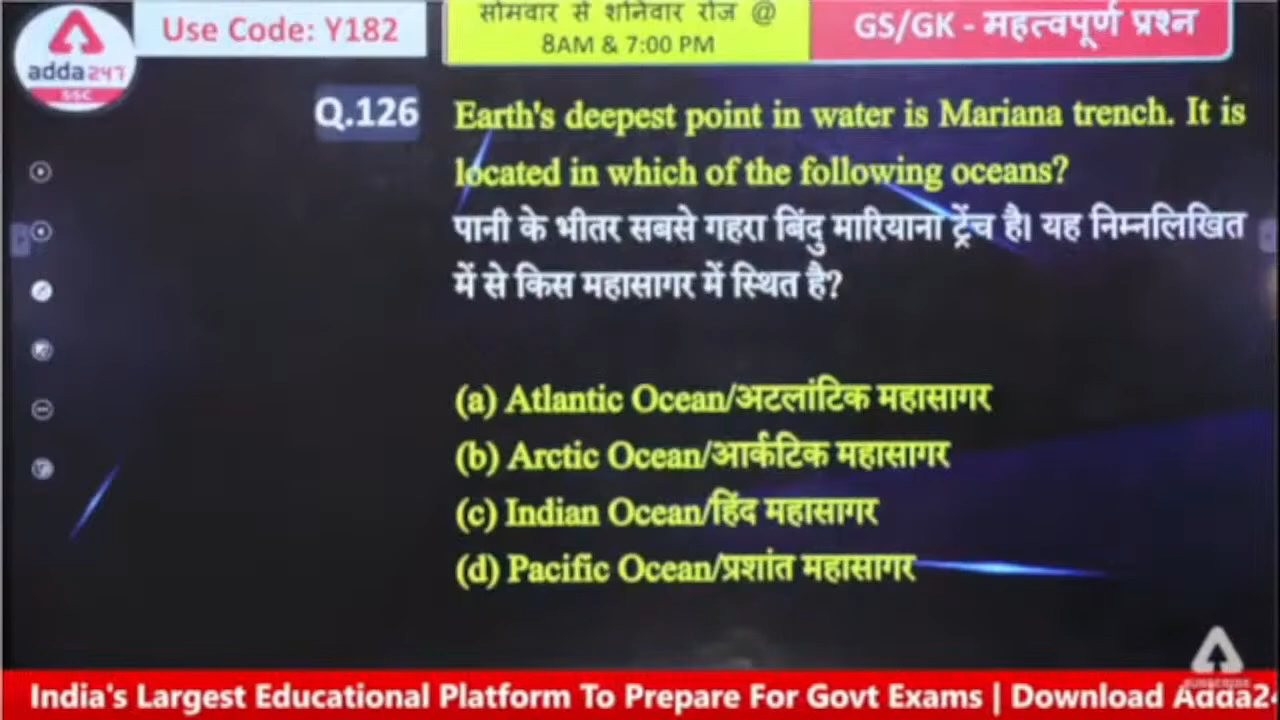 Use Code: Y182
सोमवार से शनिवार रोज @
8AM & 7:00 PM
GS/GK - महत्वपूर्ण प्रश्न
adda247
SSC
Q.126
Earth's deepest point in water is Mariana trench. It is
located in which of the following oceans?
पानी के भीतर सबसे गहरा बिंदु मारियाना ट्रेंच है। यह निम्नलिखित
में से किस महासागर में स्थित है?
(a) Atlantic Ocean/अटलांटिक महासागर
(b) Arctic Ocean/आर्कटिक महासागर
(c) Indian Ocean/हिंद महासागर
(d) Pacific Ocean/प्रशांत महासागर
SUBSCRIBE
India's Largest Educational Platform To Prepare For Govt Exams | Download Adda24